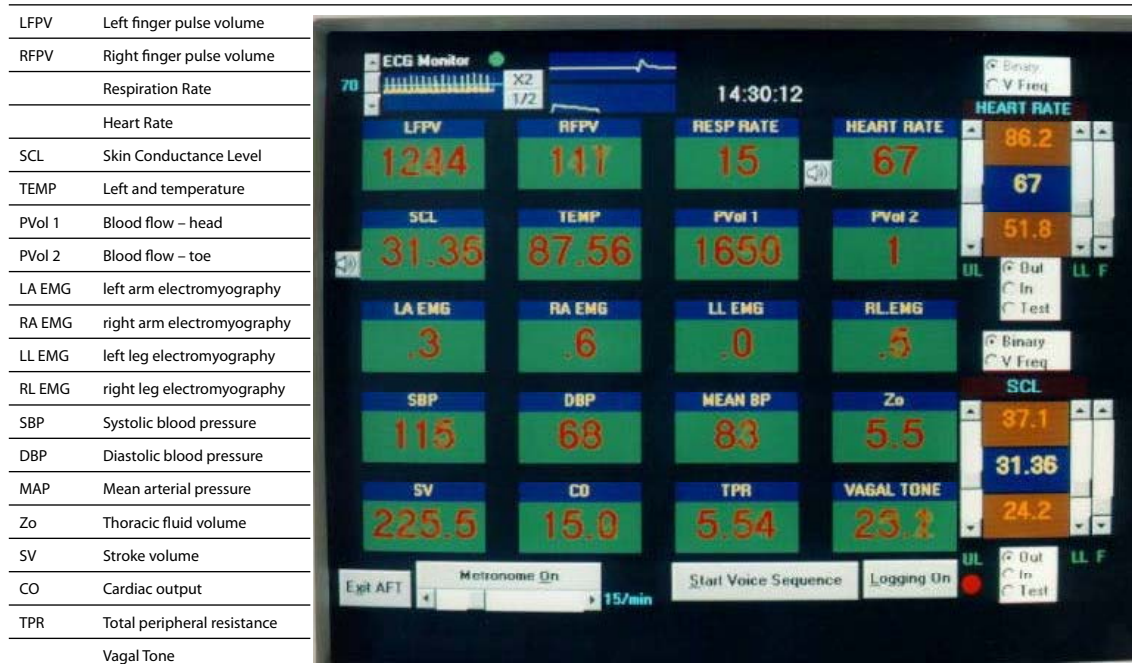 LFPV Left finger pulse volume
RFPV Right finger pulse volume
Respiration Rate
Heart Rate
SCL Skin Conductance Level
TEMP Left and temperature
PVol 1 Blood flow – head
PVol 2 Blood flow – toe
LA EMG left arm electromyography
RA EMG right arm electromyography
LL EMG left leg electromyography
RL EMG right leg electromyography
SBP Systolic blood pressure
DBP Diastolic blood pressure
MAP Mean arterial pressure
Zo Thoracic fluid volume
SV Stroke volume
CO Cardiac output
TPR Total peripheral resistance
Vagal Tone
ECG Monitor
70 X2
1/2
14:30:12
LFPV RFPV RESP RATE HEART RATE
15 67
SCL TEMP PVol 1 PVol 2
31.35 87.56 1650 1
LA EMG RA EMG LL EMG RL.EMG
.3 .6 .0
SBP DBP MEAN BP Zo
115 68 83 5.5
SV CO TPR VAGAL TONE
225.5 15.0 5.54
Exit AFT Metronome On 15/min Start Voice Sequence Logging On
Binary
V Freq
HEART RATE
86.2
67
51.8
UL Out LL F
In
Test
Binary
V Freq
SCL
37.1
31.36
24.2
UL Out LL F
In
Test